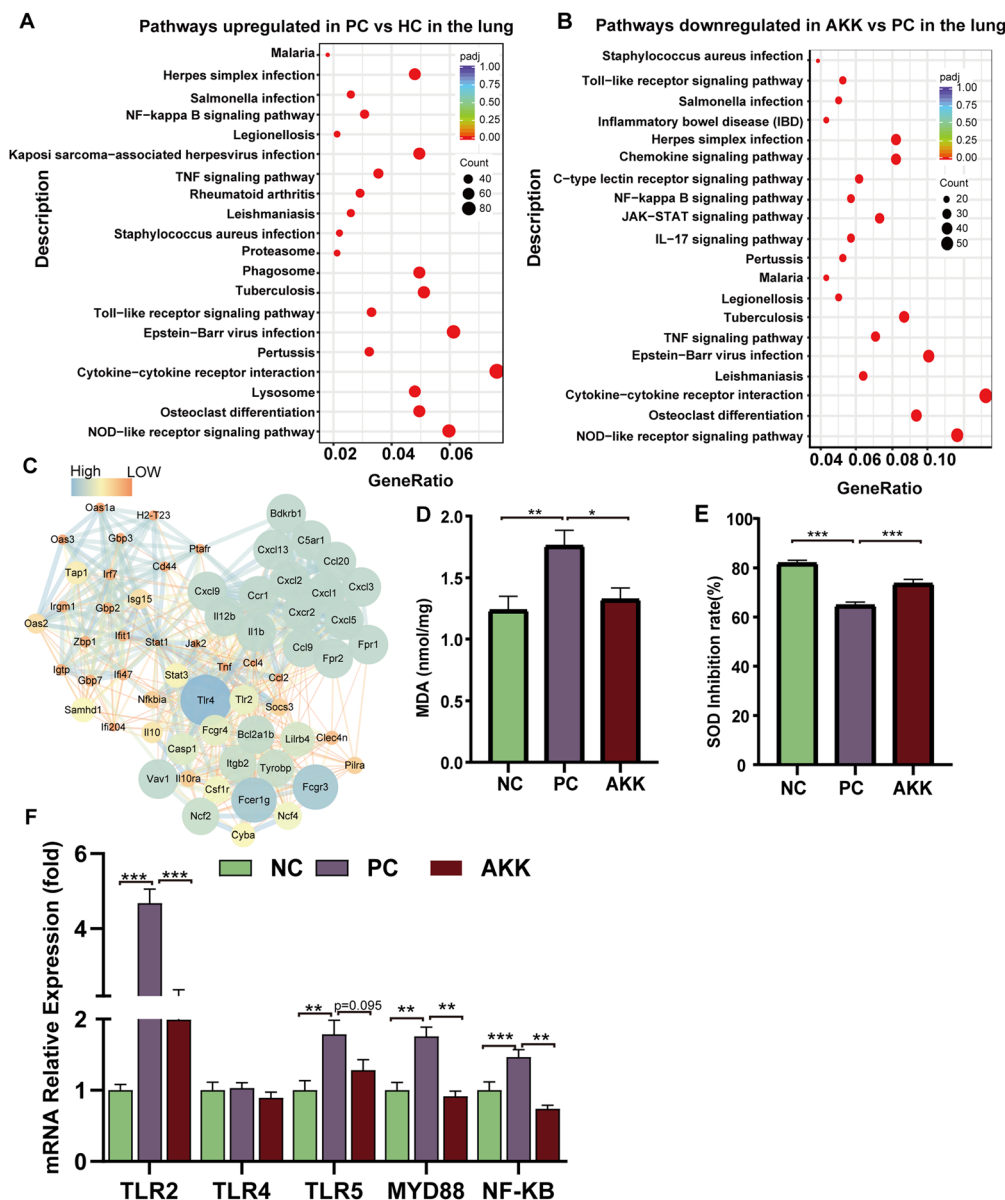 A
Pathways upregulated in PC vs HC in the lung
Malaria
Herpes simplex infection
Salmonella infection
NF-kappa B signaling pathway
Legionellosis
Kaposi sarcoma-associated herpesvirus infection
TNF signaling pathway
Rheumatoid arthritis
Leishmaniasis
Staphylococcus aureus infection
Proteasome
Phagosome
Tuberculosis
Toll-like receptor signaling pathway
Epstein-Barr virus infection
Pertussis
Cytokine-cytokine receptor interaction
Lysosome
Osteoclast differentiation
NOD-like receptor signaling pathway
Description
0.02 0.04 0.06
GeneRatio
padj
1.00
0.75
0.50
0.25
0.00
Count
40
60
80
B
Pathways downregulated in AKK vs PC in the lung
Staphylococcus aureus infection
Toll-like receptor signaling pathway
Salmonella infection
Inflammatory bowel disease (IBD)
Herpes simplex infection
Chemokine signaling pathway
C-type lectin receptor signaling pathway
NF-kappa B signaling pathway
JAK-STAT signaling pathway
IL-17 signaling pathway
Pertussis
Malaria
Legionellosis
Tuberculosis
TNF signaling pathway
Epstein-Barr virus infection
Leishmaniasis
Cytokine-cytokine receptor interaction
Osteoclast differentiation
NOD-like receptor signaling pathway
Description
0.04 0.06 0.08 0.10
GeneRatio
padj
1.00
0.75
0.50
0.25
0.00
Count
20
30
40
50
C
High LOW
Oas1a
H2-T23
Oas3
Gbp3
Ptafr
Tap1
Irf7
Cd44
Irgm1
Gbp2
Isg15
Oas2
Zbp1
Ifit1
Stat1
Jak2
Igtp
Gbp7
Ifi47
Stat3
Tnf
Ccl4
Ccl2
Samhd1
Nfkbia
Tlr4
Tlr2
Socs3
Ifi204
Il10
Fcgr4
Bcl2a1b
Lilrb4
Clec4n
Casp1
Itgb2
Tyrobp
Pilra
Vav1
Il10ra
Csf1r
Fcer1g
Fcgr3
Ncf2
Ncf4
Cyba
Bdkrb1
Cxcl13
C5ar1
Ccl20
Cxcl9
Cxcl2
Ccr1
Cxcl1
Cxcl3
Il12b
Cxcr2
Cxcl5
Il1b
Ccl9
Fpr2
Fpr1
D
MDA (nmol/mg)
2.0
1.5
1.0
0.5
0.0
** *
NC PC AKK
E
SOD Inhibition rate(%)
100
80
60
40
20
0
*** ***
NC PC AKK
F
mRNA Relative Expression (fold)
6
4
2
1
0
NC PC AKK
*** ***
** p=0.095
** **
*** **
TLR2 TLR4 TLR5 MYD88 NF-KB